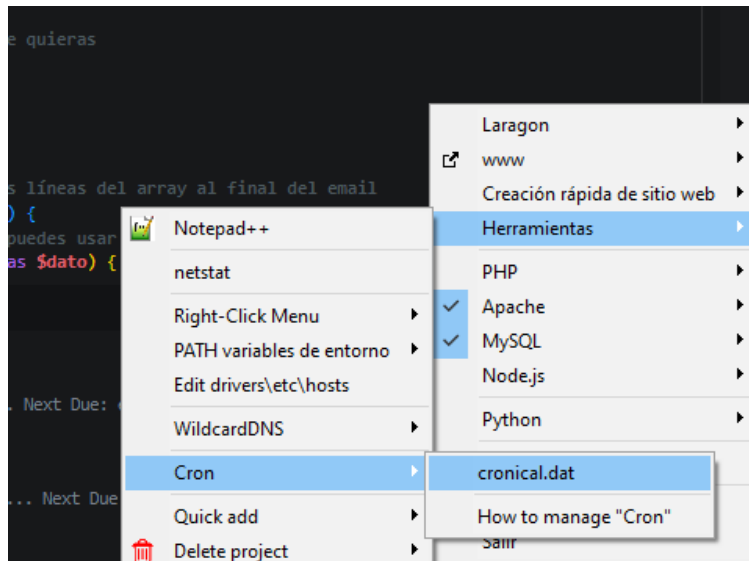 e quieras
s líneas del array al final del email
) {
puedes usar
as $dato) {
. Next Due:
... Next Due
Laragon
www
Creación rápida de sitio web
Herramientas
PHP
Apache
MySQL
Node.js
Python
Salir
Notepad++
netstat
Right-Click Menu
PATH variables de entorno
Edit drivers\etc\hosts
WildcardDNS
Cron
Quick add
Delete project
cronical.dat
How to manage "Cron"